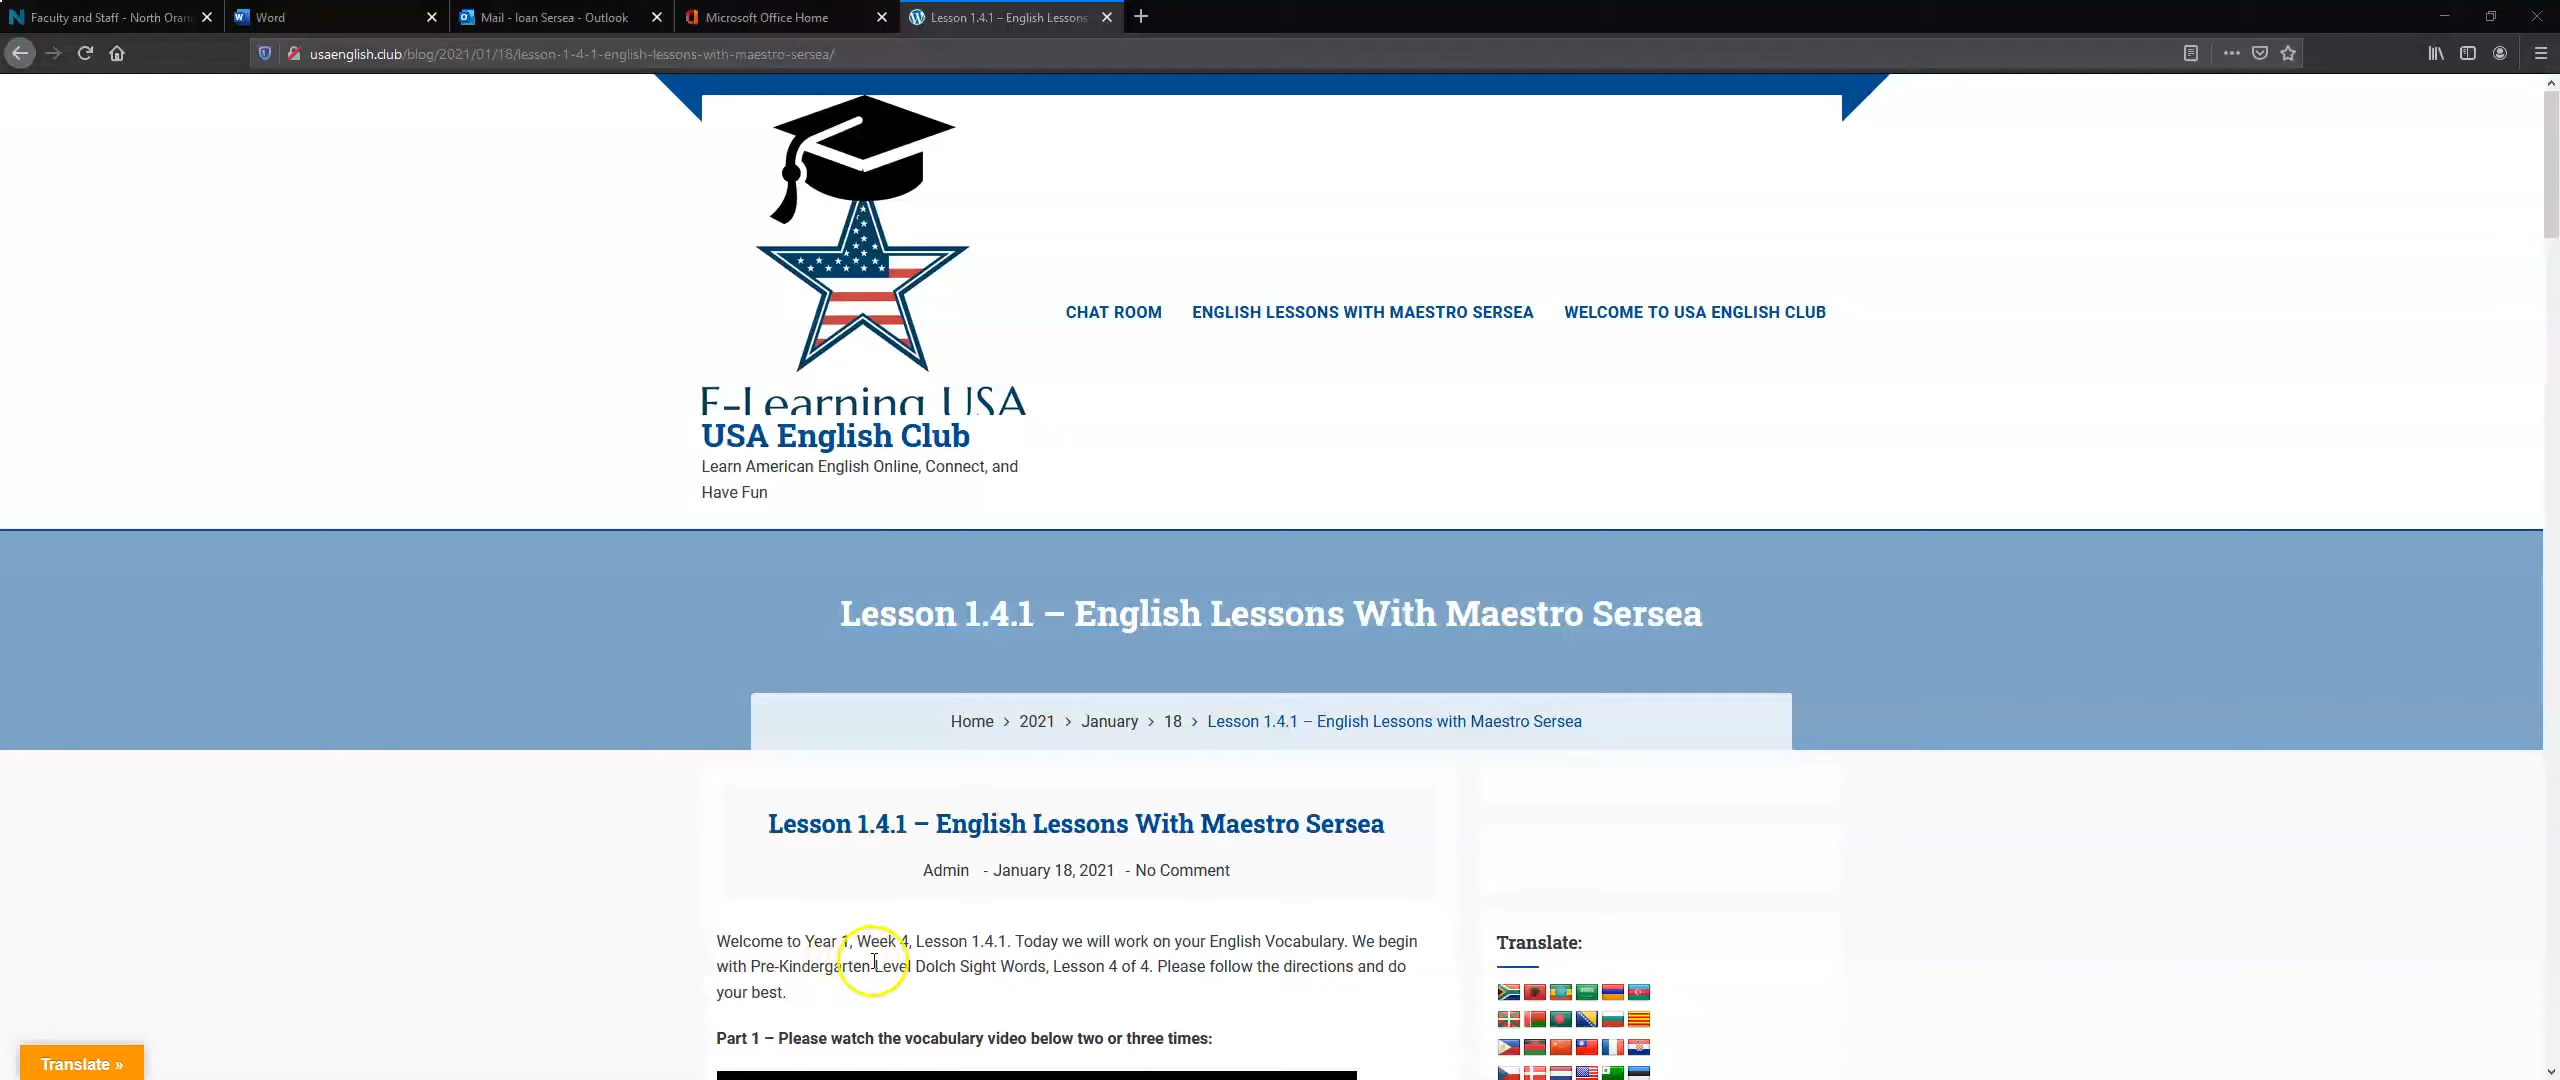 Faculty and Staff - North Oran
Word
Mail - Ioan Sersea - Outlook
Microsoft Office Home
Lesson 1.4.1 – English Lessons
usaenglish.club/blog/2021/01/18/lesson-1-4-1-english-lessons-with-maestro-sersea/
CHAT ROOM
ENGLISH LESSONS WITH MAESTRO SERSEA
WELCOME TO USA ENGLISH CLUB
E-Learning USA
USA English Club
Learn American English Online, Connect, and
Have Fun
Lesson 1.4.1 – English Lessons With Maestro Sersea
Home > 2021 > January > 18 > Lesson 1.4.1 – English Lessons with Maestro Sersea
Lesson 1.4.1 – English Lessons With Maestro Sersea
Admin - January 18, 2021 - No Comment
Welcome to Year 1, Week 4, Lesson 1.4.1. Today we will work on your English Vocabulary. We begin
with Pre-Kindergarten-Level Dolch Sight Words, Lesson 4 of 4. Please follow the directions and do
your best.
Part 1 – Please watch the vocabulary video below two or three times:
Translate:
Translate »